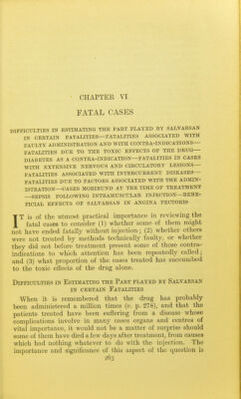 CHAPTER VI
FATAL CASES
DIFFICULTIES IN ESTIMATING THE PART PLAYED BY SALVARSAN
IN CERTAIN FATALITIES—FATALITIES ASSOCIATED WITH
FAULTY ADMINISTRATION AND WITH CONTRA-INDICATIONS—
FATALITIES DUE TO THE TOXIC EFFECTS OF THE DRUG—
DIABETES AS A CONTRA-INDICATION—FATALITIES IN CASES
WITH EXTENSIVE NERVOUS AND CIRCULATORY LESIONS—
FATALITIES ASSOCIATED WITH INTERCURRENT DISEASES—
FATALITIES DUE TO FACTORS ASSOCIATED WITH THE ADMIN-
ISTRATION—CASES MORIBUND AT THE TIME OF TREATMENT
—SEPSIS FOLLOWING INTRAMUSCULAR INJECTION—BENE-
FICIAL EFFECTS OF SALVARSAN IN ANGINA PECTORIS
IT is of the utmost practical importance in reviewing the
fatal cases to consider (1) whether some of them might
not have ended fatally without injection; (2) whether others
were not treated by methods technically faulty, or whether
they did not before treatment present some of those contra-
indications to which attention has been repeatedly called;
and (3) what proportion of the cases treated has succumbed
to the toxic effects of the drug alone.
DIFFICULTIES IN ESTIMATING THE PART PLAYED BY SALVARSAN
IN CERTAIN FATALITIES
When it is remembered that the drug has probably
been administered a million times (v. p. 278), and that the
patients treated have been suffering from a disease whose
complications involve in many cases organs and centres of
vital importance, it would not be a matter of surprise should
some of them have died a few days after treatment, from causes
which had nothing whatever to do with the injection. The
importance and significance of this aspect of the question is
263